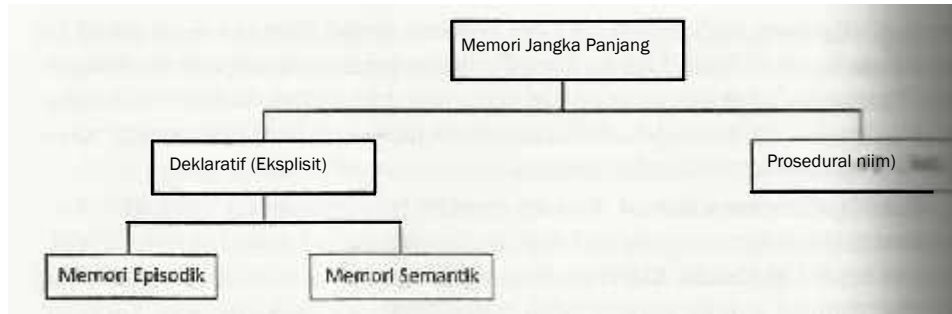 Memori Jangka Panjang
Deklaratif (Eksplisit)
Prosedural niim)
Memori Episodik
Memori Semantik